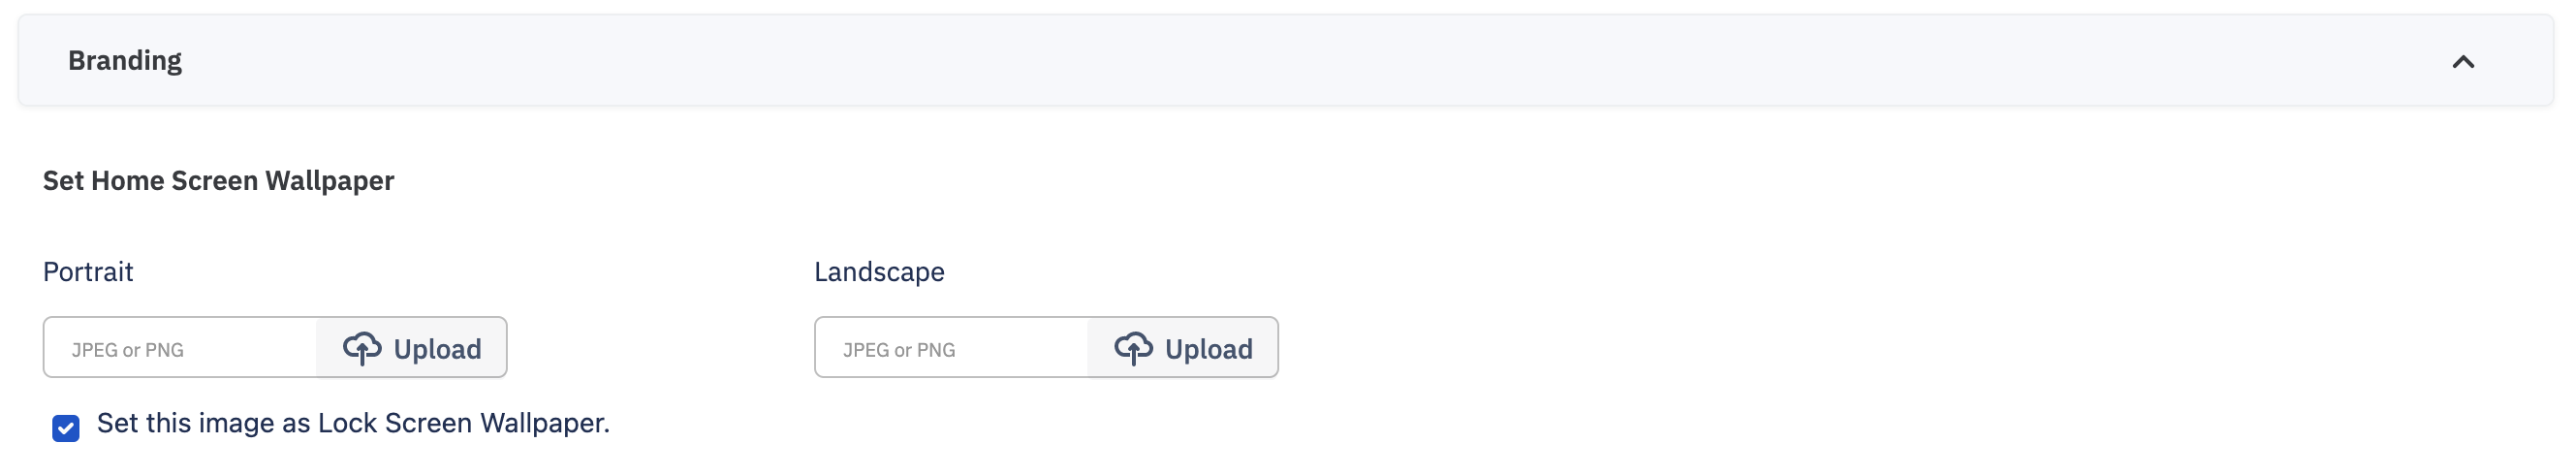 Branding
Set Home Screen Wallpaper
Portrait
Landscape
JPEG or PNG
Upload
JPEG or PNG
Upload
Set this image as Lock Screen Wallpaper.